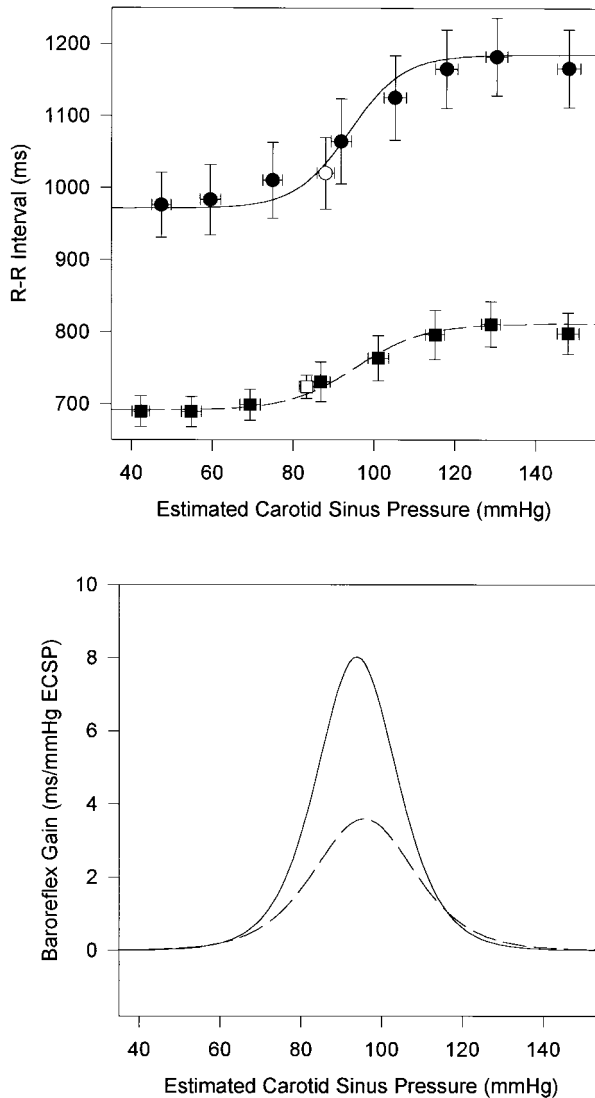 1200
1100
1000
900
800
700
R-R Interval (ms)
40 60 80 100 120 140
Estimated Carotid Sinus Pressure (mmHg)
10
8
6
4
2
0
Baroreflex Gain (ms/mmHg ECSP)
40 60 80 100 120 140
Estimated Carotid Sinus Pressure (mmHg)